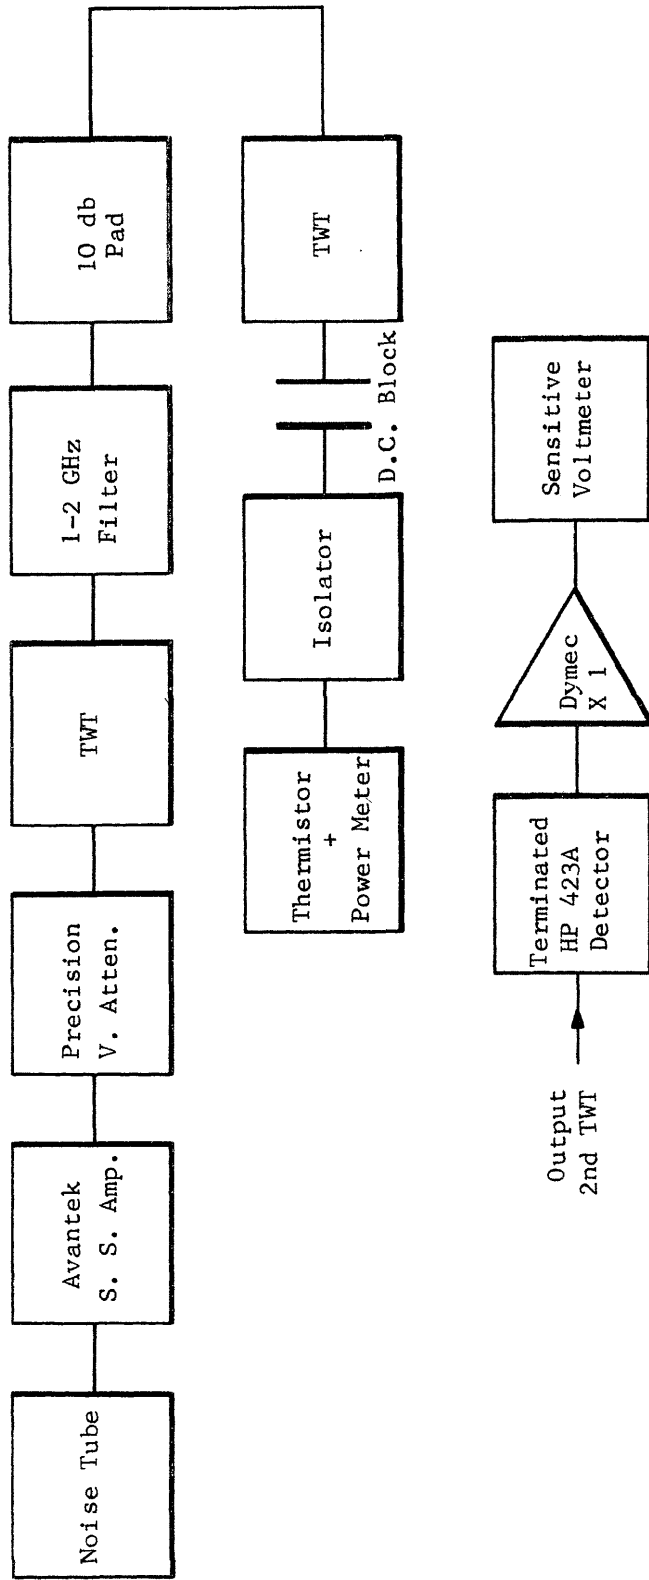 Noise Tube
Avantek
S. S. Amp.
Precision
V. Atten.
TWT
1-2 GHz
Filter
10 db
Pad
Thermistor
+
Power Meter
Isolator
D.C. Block
TWT
Output
2nd TWT
Terminated
HP 423A
Detector
Dymec
X 1
Sensitive
Voltmeter